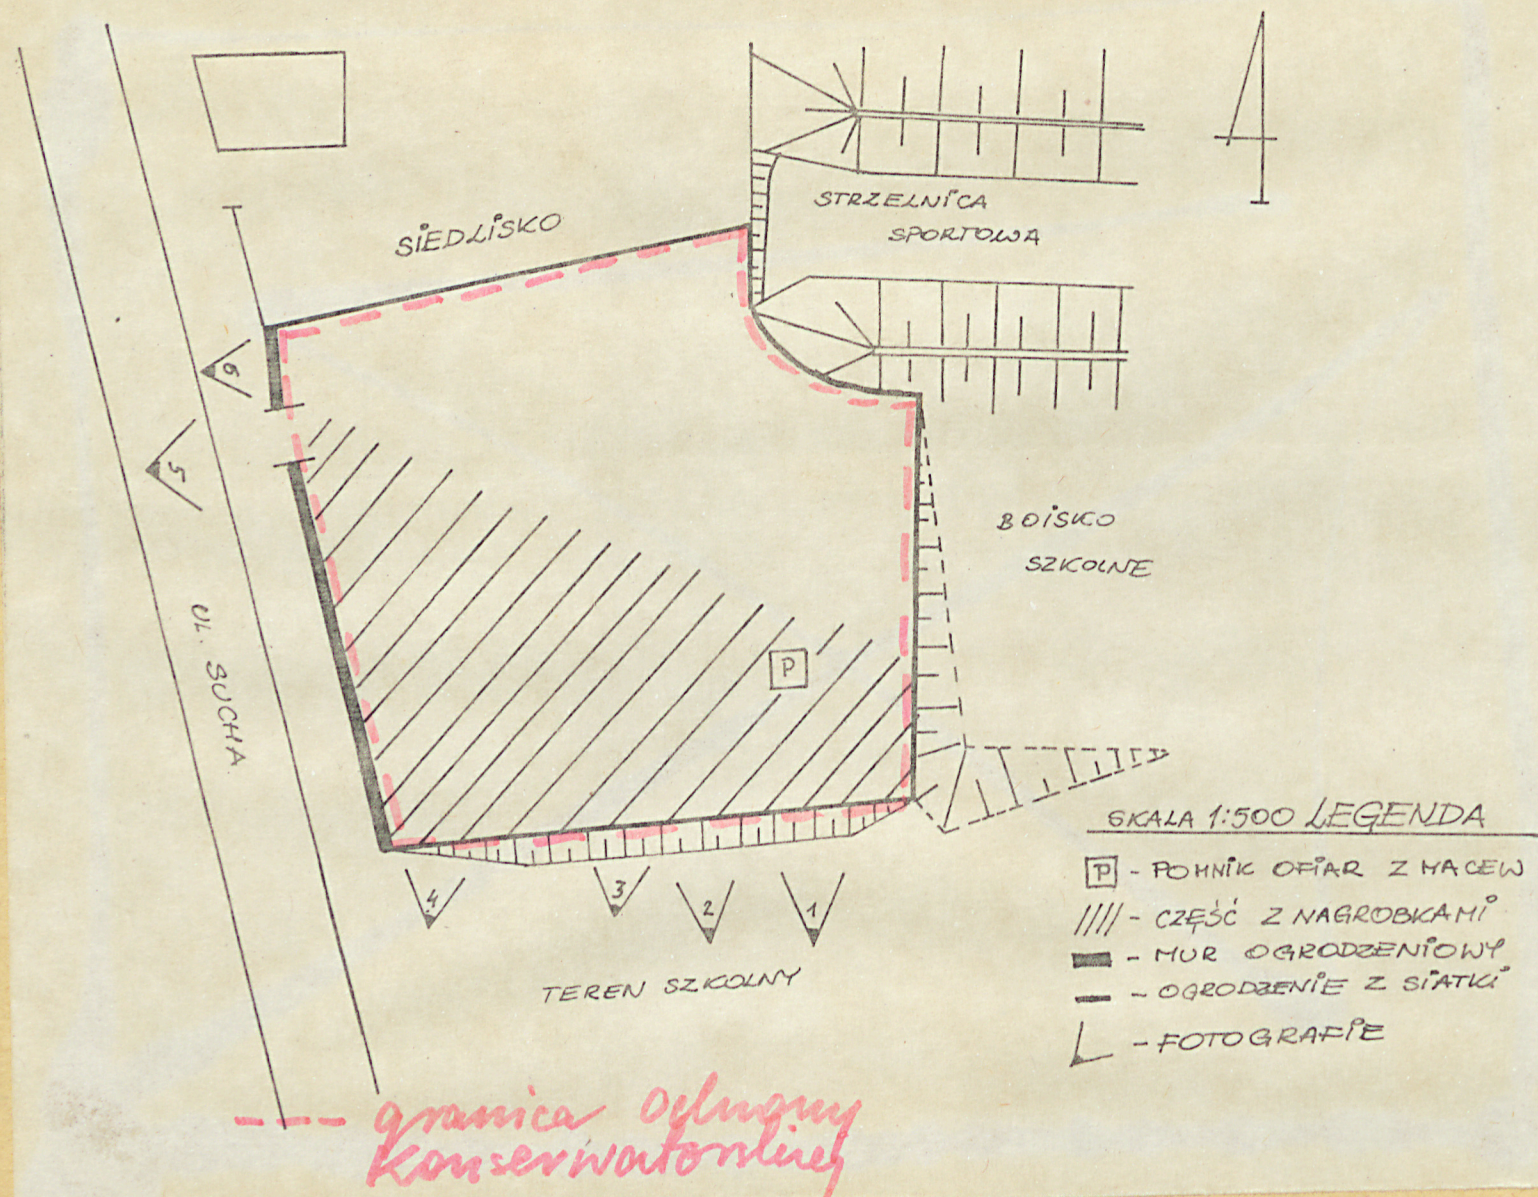 SIEDLISKO
STRZELNICA
SPORTOWA
6
5
BOISKO
SZKOLNE
UL. SUCHA
P
4
3
2
1
TEREN SZKOLNY
SKALA 1:500 LEGENDA
P - POMNIK OFIAR Z MACEW
//// - CZĘŚĆ Z NAGROBKAMI
- MUR OGRODZENIOWY
- OGRODZENIE Z SIATKI
- FOTOGRAFIE
granica Ochrony
Konserwatorskiej